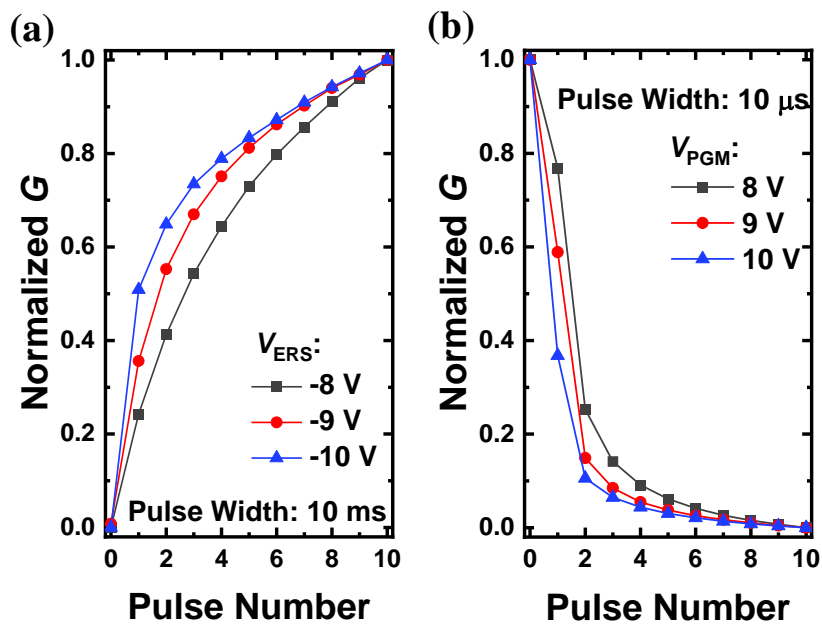 (a)
Normalized G
1.0
0.8
0.6
0.4
0.2
0.0
V_ERS:
-8 V
-9 V
-10 V
Pulse Width: 10 ms
0 2 4 6 8 10
Pulse Number
(b)
Normalized G
1.0
0.8
0.6
0.4
0.2
0.0
Pulse Width: 10 μs
V_PGM:
8 V
9 V
10 V
0 2 4 6 8 10
Pulse Number